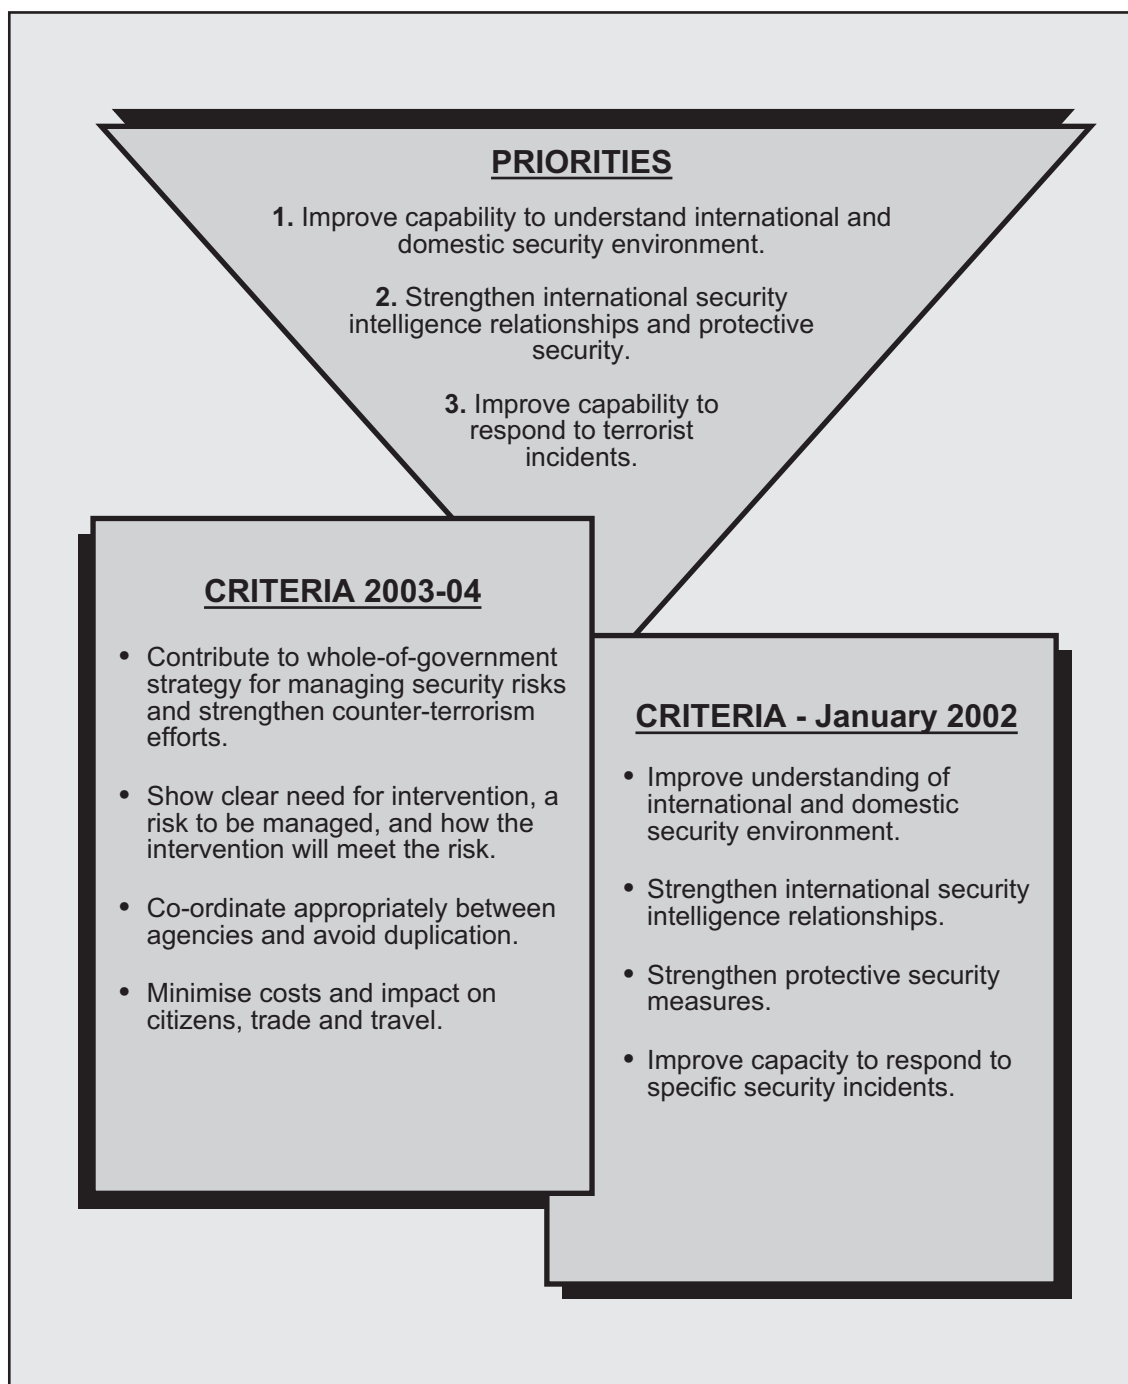 PRIORITIES
1. Improve capability to understand international and
domestic security environment.
2. Strengthen international security
intelligence relationships and protective
security.
3. Improve capability to
respond to terrorist
incidents.
CRITERIA 2003-04
• Contribute to whole-of-government
strategy for managing security risks
and strengthen counter-terrorism
efforts.
• Show clear need for intervention, a
risk to be managed, and how the
intervention will meet the risk.
• Co-ordinate appropriately between
agencies and avoid duplication.
• Minimise costs and impact on
citizens, trade and travel.
CRITERIA - January 2002
• Improve understanding of
international and domestic
security environment.
• Strengthen international security
intelligence relationships.
• Strengthen protective security
measures.
• Improve capacity to respond to
specific security incidents.